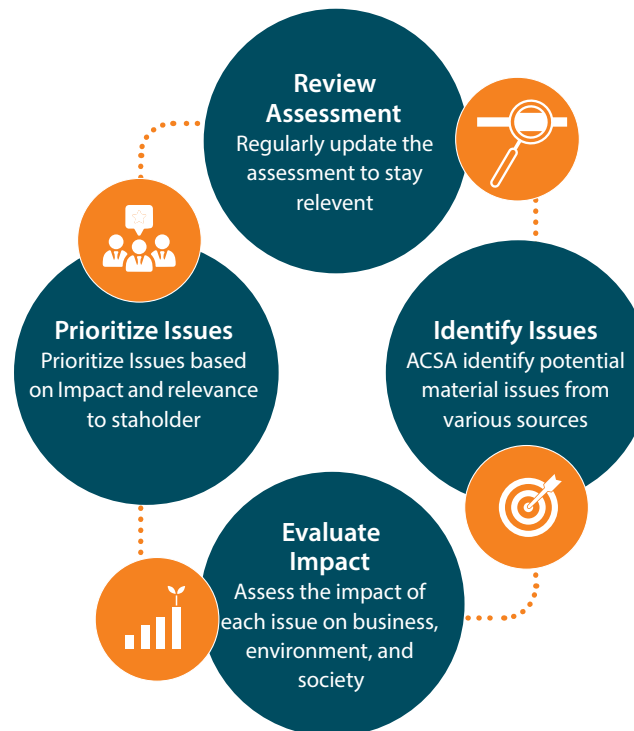 Review
Assessment
Regularly update the
assessment to stay
relevent
Prioritize Issues
Prioritize Issues based
on Impact and relevance
to staholder
Identify Issues
ACSA identify potential
material issues from
various sources
Evaluate
Impact
Assess the impact of
each issue on business,
environment, and
society